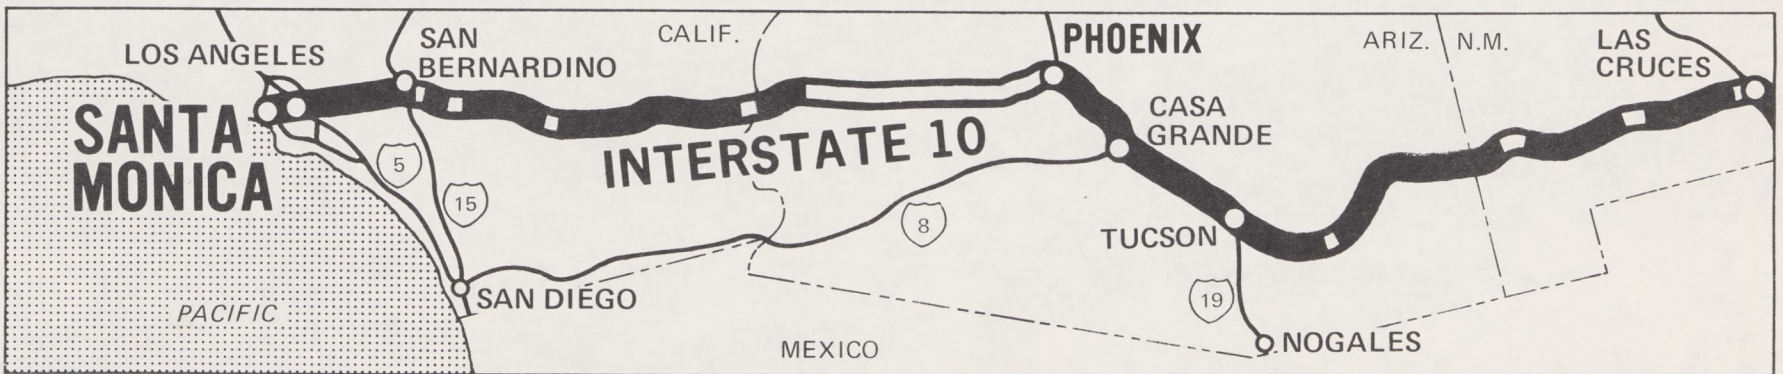 LOS ANGELES
SAN
BERNARDINO
CALIF.
PHOENIX
ARIZ. N.M.
LAS
CRUCES
SANTA
MONICA
CASA
GRANDE
INTERSTATE 10
5
15
8
TUCSON
SAN DIEGO
19
PACIFIC
MEXICO
NOGALES